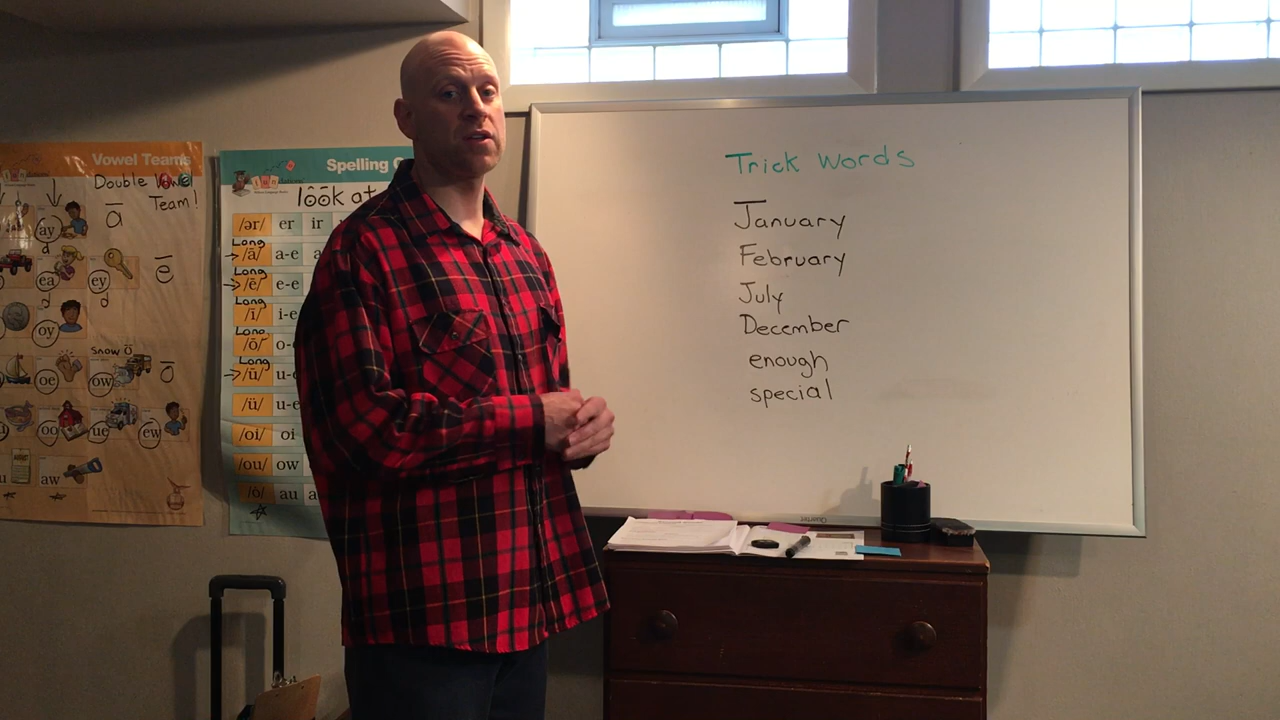 Vowel Teams
Double Vowel
Team!
ā
ay
ea
ey
ē
oy
Snow ō
oe
ow
ō
oo
ue
ew
aw
Spelling
look at
/ər/ er ir
Long
/ā/ a-e
Long
/ē/ e-e
Long
/ī/ i-e
Long
/ō/
Long
/ū/
/ü/ u-e
/oi/ oi
/ou/ ow
/ȯ/ au
Trick Words
January
February
July
December
enough
special
Quartet